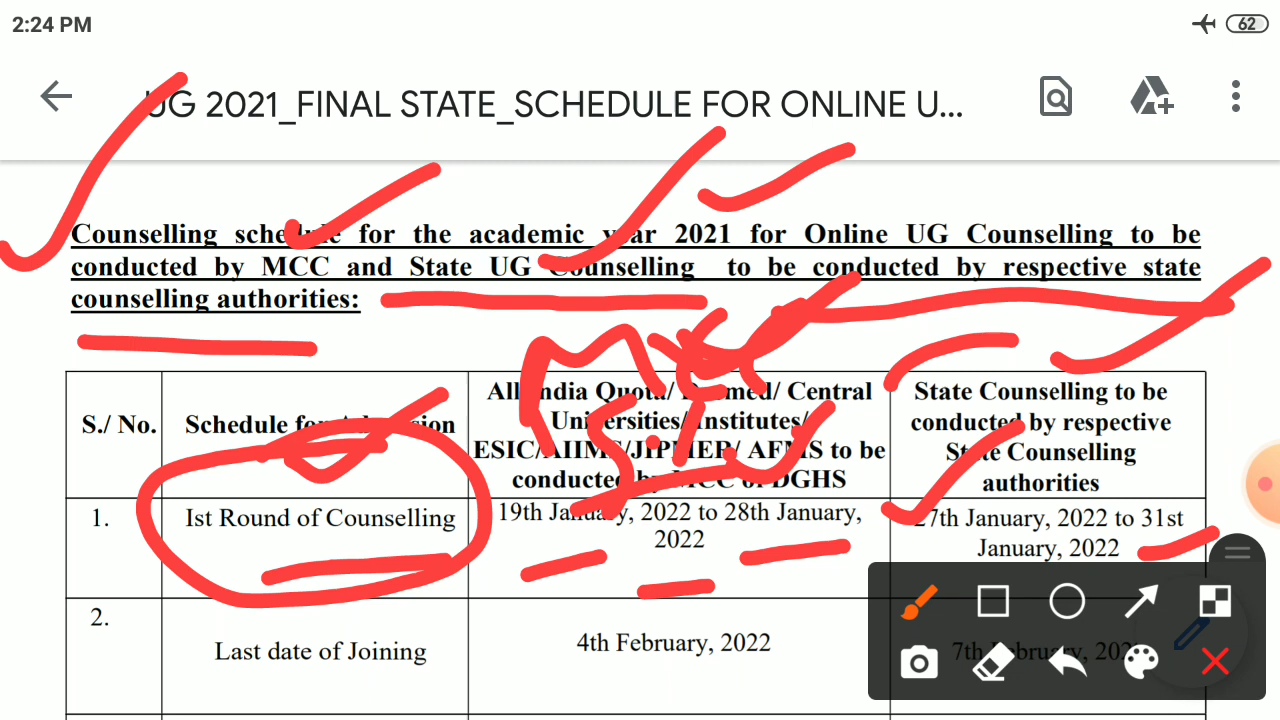 2:24 PM
62
UG 2021_FINAL STATE_SCHEDULE FOR ONLINE U...
Counselling schedule for the academic year 2021 for Online UG Counselling to be
conducted by MCC and State UG Counselling to be conducted by respective state
counselling authorities:
S./ No.
Schedule for Admission
All India Quota/ Deemed/ Central
Universities/ Institutes/
ESIC/AIIMS/JIPMER/ AFMS to be
conducted by MCC of DGHS
State Counselling to be
conducted by respective
State Counselling
authorities
1.
Ist Round of Counselling
19th January, 2022 to 28th January,
2022
27th January, 2022 to 31st
January, 2022
2.
Last date of Joining
4th February, 2022
7th February, 2022